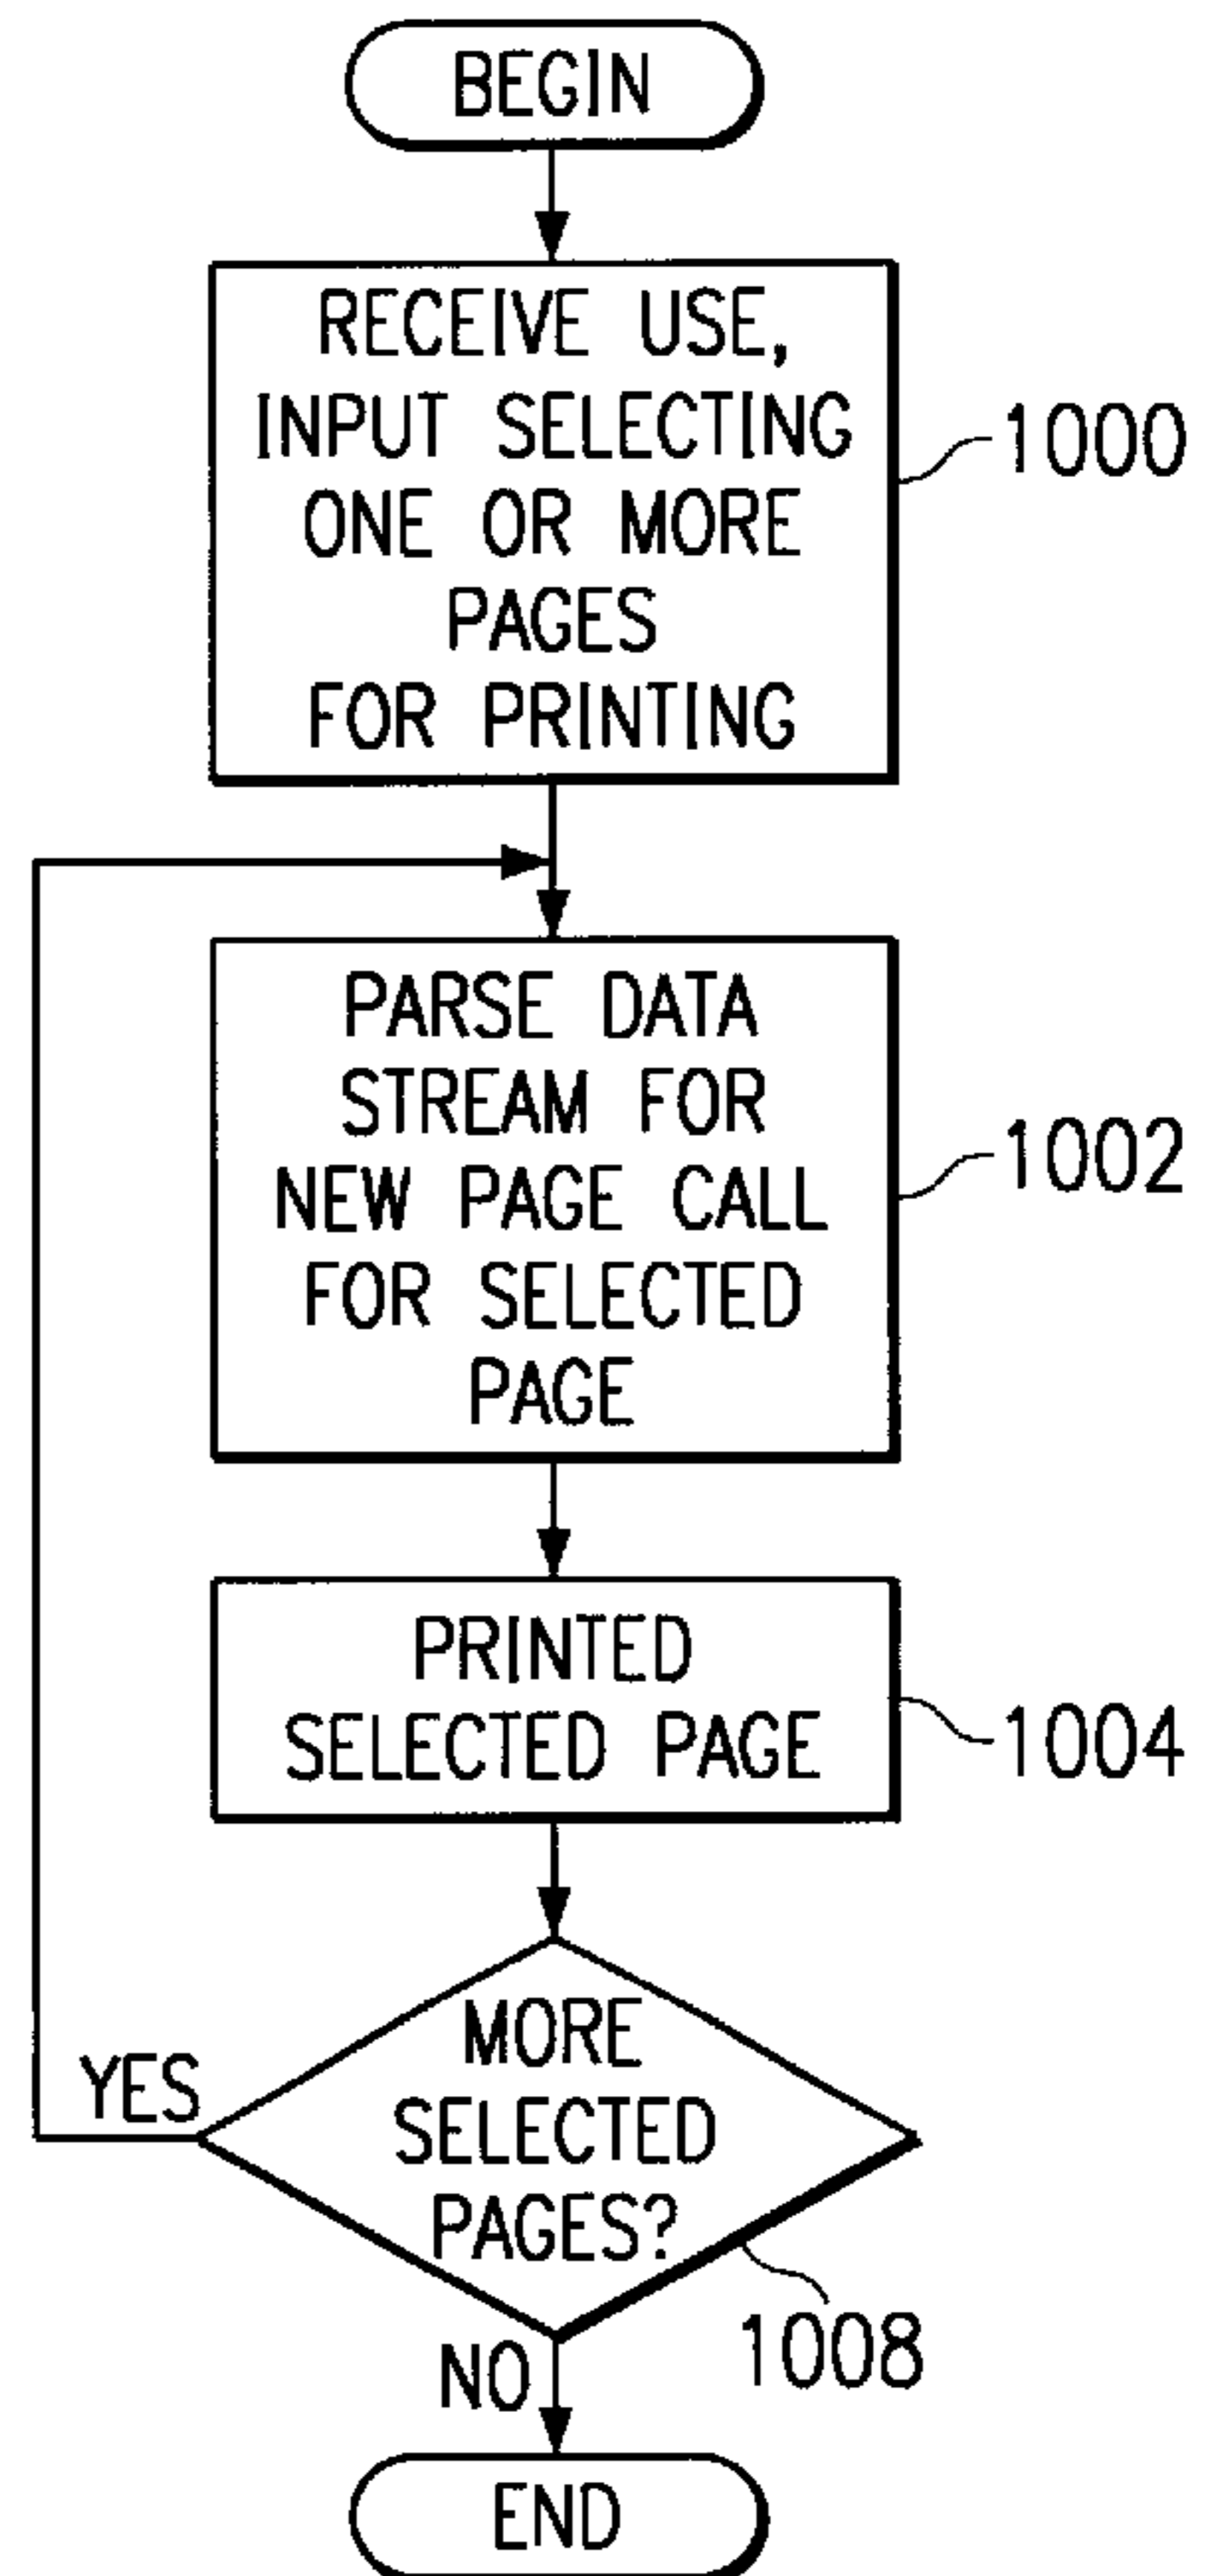 BEGIN
RECEIVE USE,
INPUT SELECTING
ONE OR MORE
PAGES
FOR PRINTING
1000
PARSE DATA
STREAM FOR
NEW PAGE CALL
FOR SELECTED
PAGE
1002
PRINTED
SELECTED PAGE
1004
MORE
SELECTED
PAGES?
YES
1008
NO
END